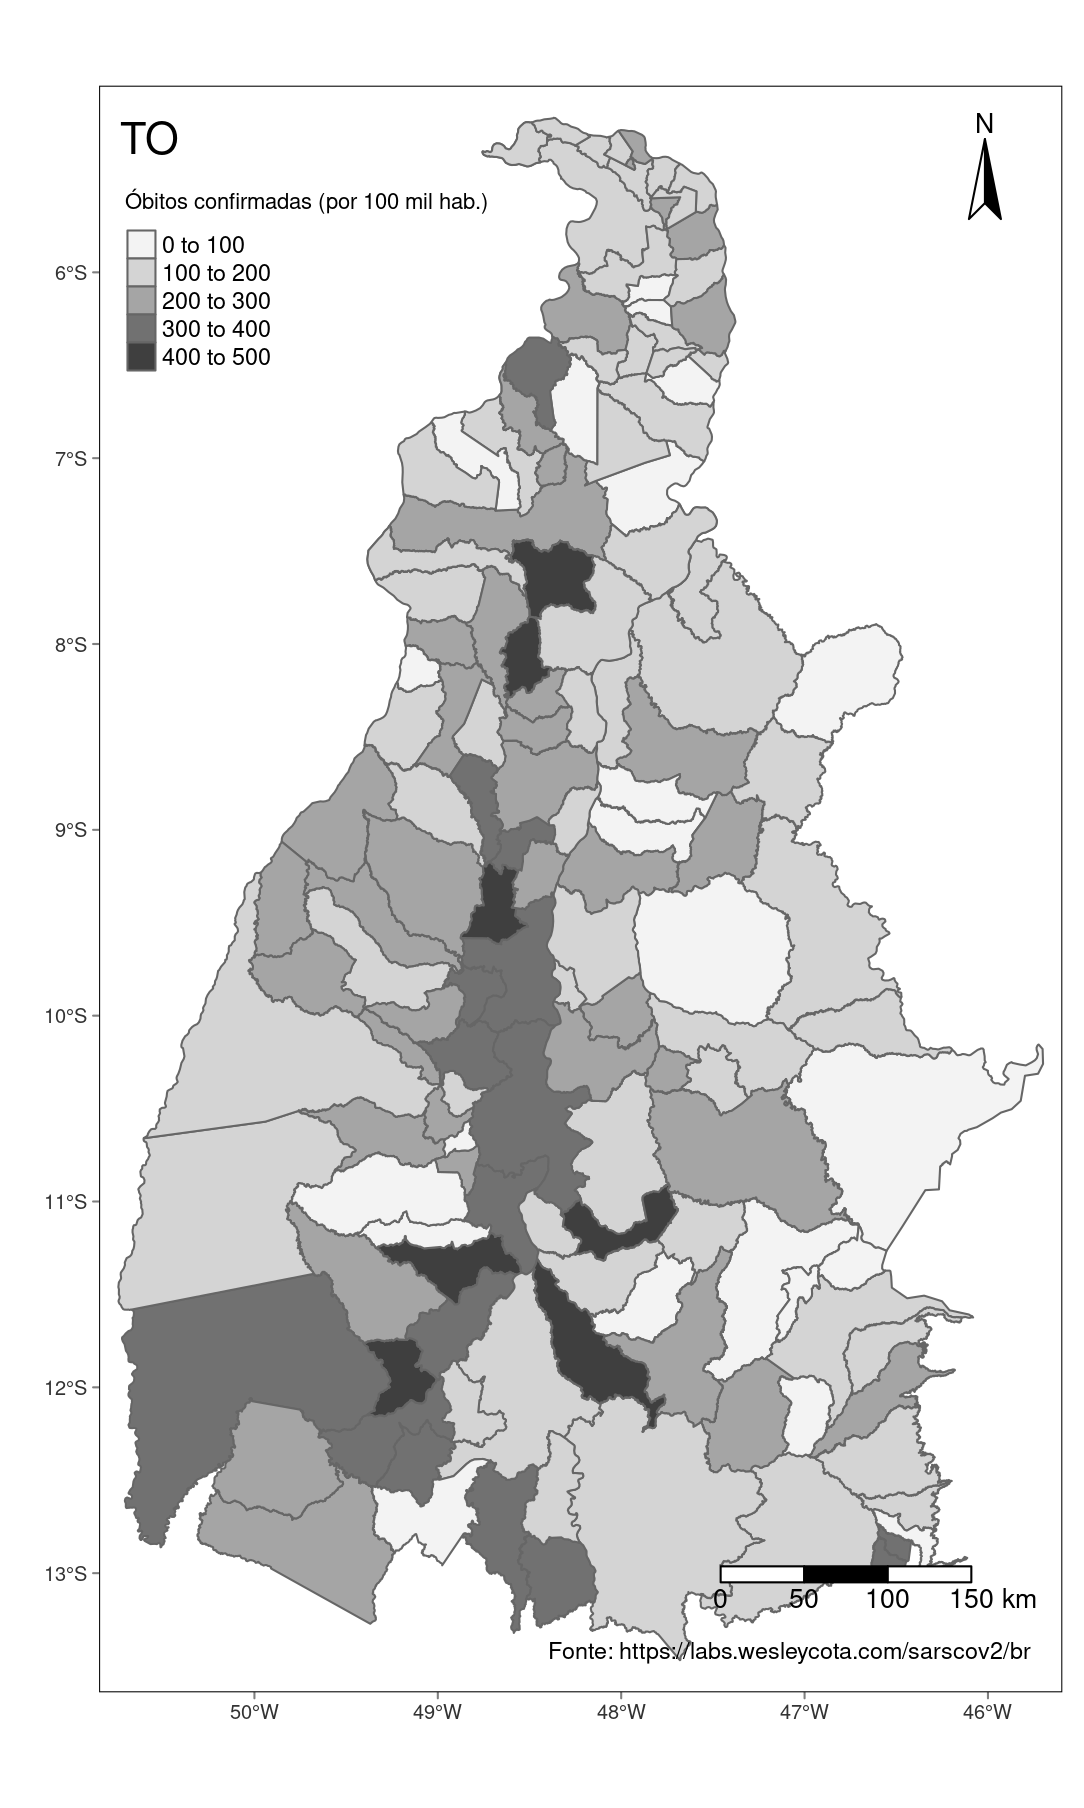 TO
N
Óbitos confirmadas (por 100 mil hab.)
0 to 100
100 to 200
200 to 300
300 to 400
400 to 500
6°S
7°S
8°S
9°S
10°S
11°S
12°S
13°S
0 50 100 150 km
Fonte: https://labs.wesleycota.com/sarscov2/br
50°W 49°W 48°W 47°W 46°W